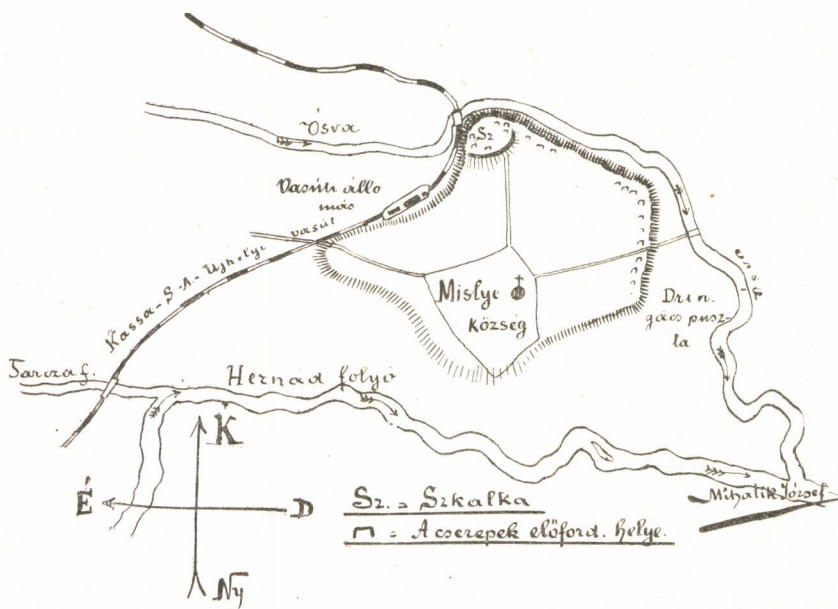 Ósva
Sz
Vasúti állo
más
vasút
Kassa-S-A-Ujhelyi
Mislye
község
Drin
gács pusz-
ta
Tarcza f.
Hernád folyó
K
É
D
Ny
Sz. = Szkalka
= A cserepek előford. helye.
Mihalik József